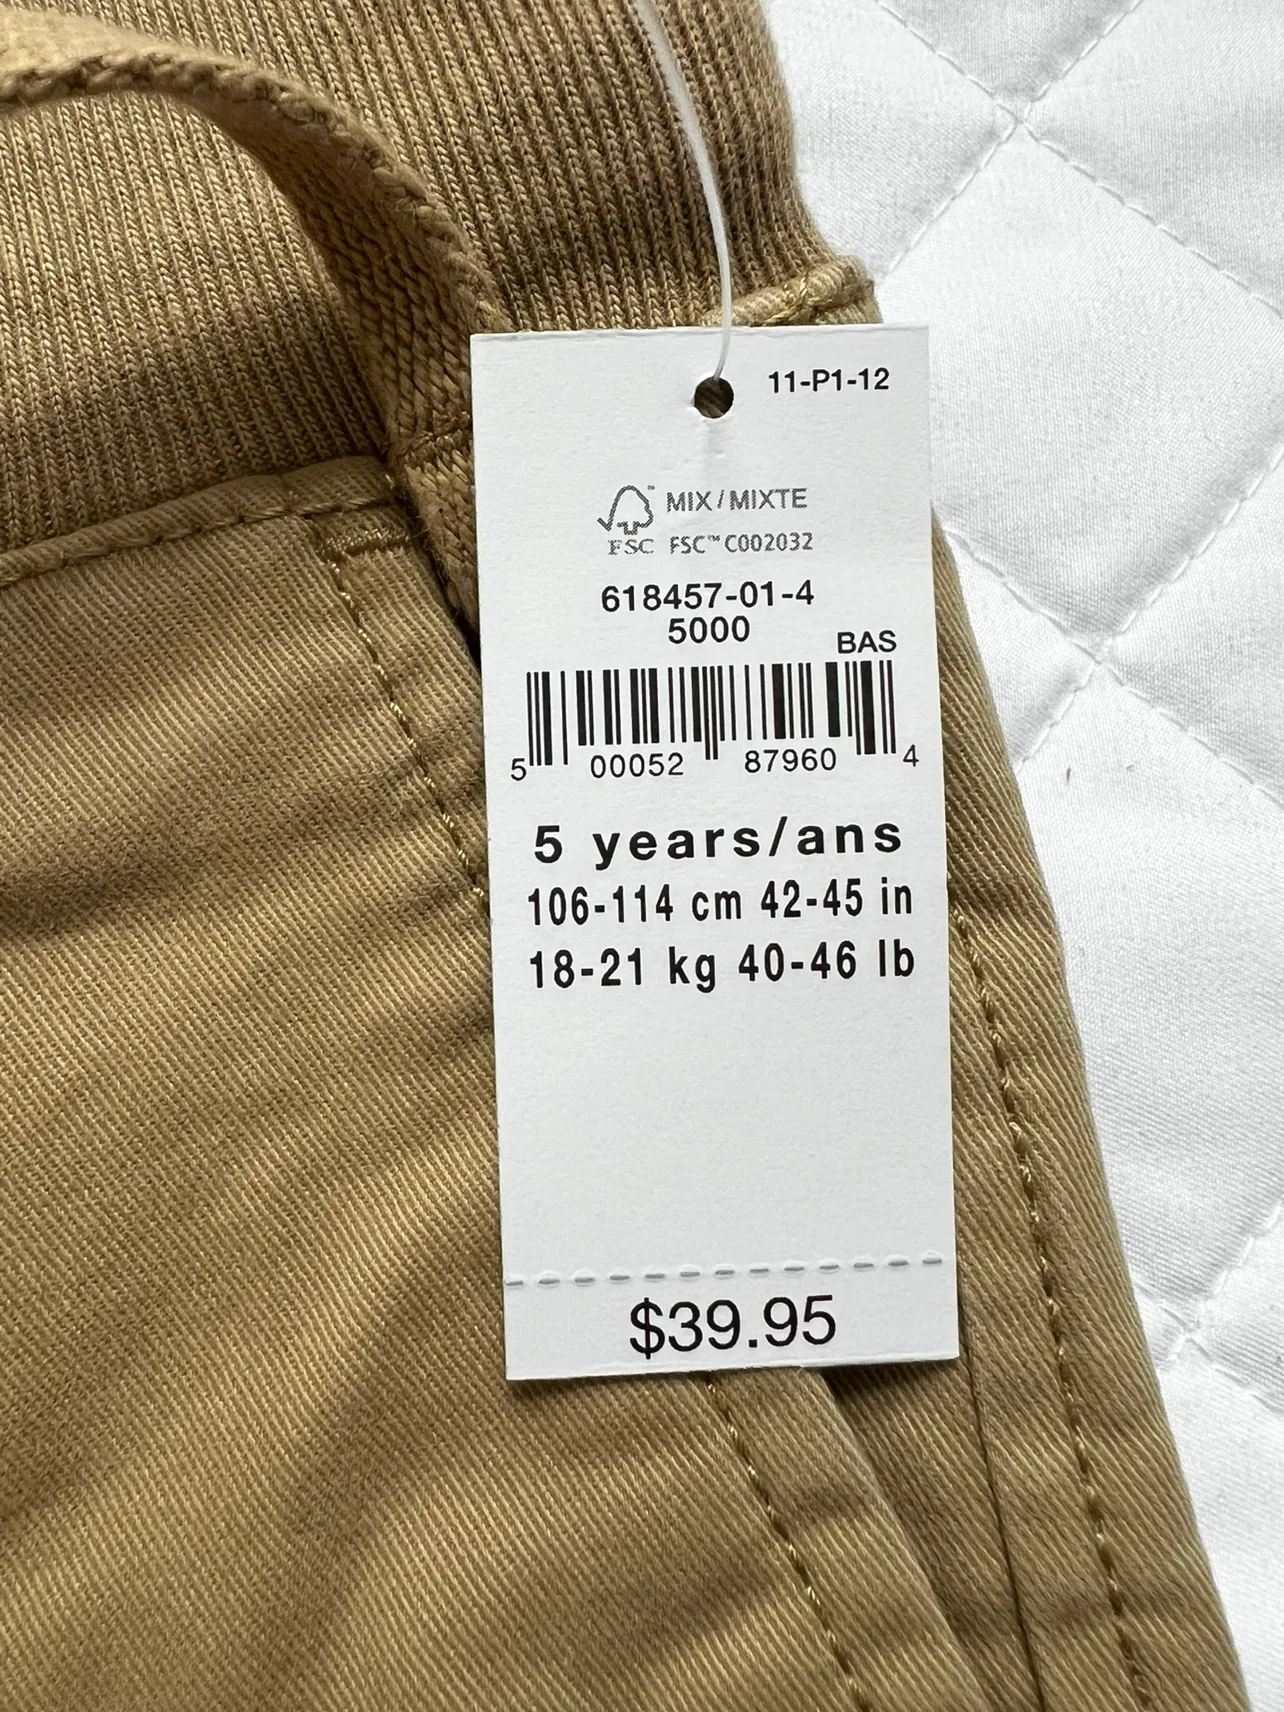 11-P1-12
MIX / MIXTE
FSC FSC™ C002032
618457-01-4
5000
BAS
5 00052 87960 4
5 years/ans
106-114 cm 42-45 in
18-21 kg 40-46 lb
$39.95